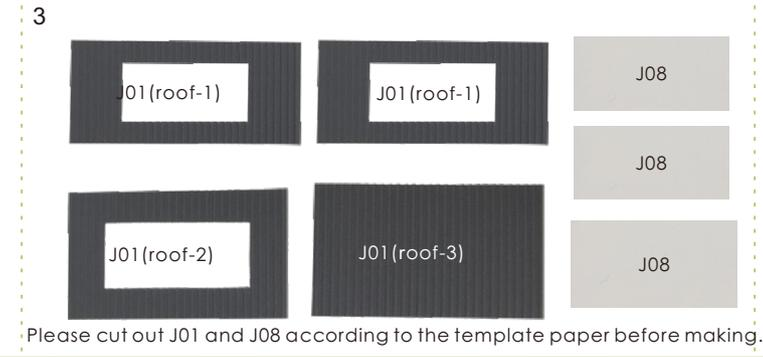 3
J01(roof-1)
J01(roof-1)
J08
J08
J01(roof-2)
J01(roof-3)
J08
Please cut out J01 and J08 according to the template paper before making.